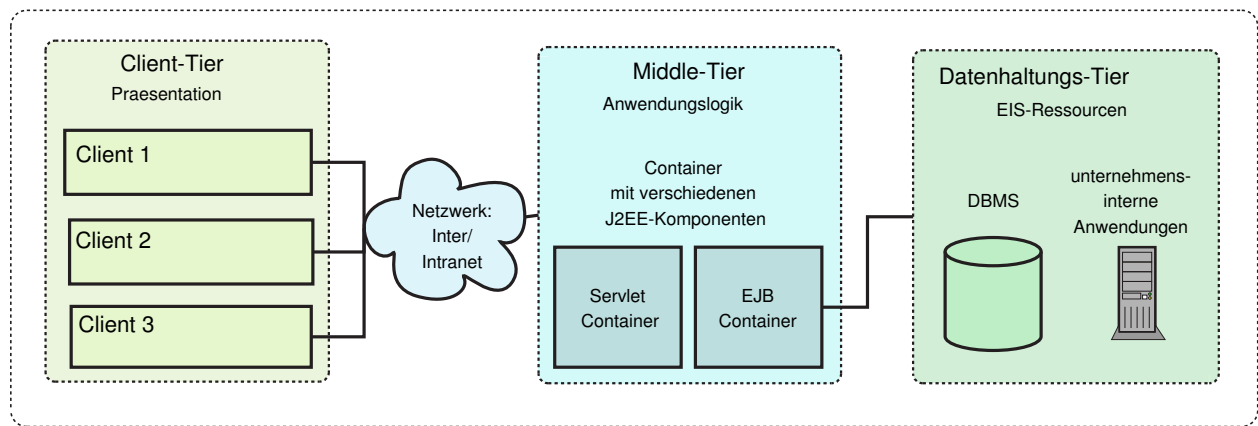 Client-Tier
Praesentation
Client 1
Client 2
Client 3
Netzwerk:
Inter/
Intranet
Middle-Tier
Anwendungslogik
Container
mit verschiedenen
J2EE-Komponenten
Servlet
Container
EJB
Container
Datenhaltungs-Tier
EIS-Ressourcen
DBMS
unternehmens-
interne
Anwendungen